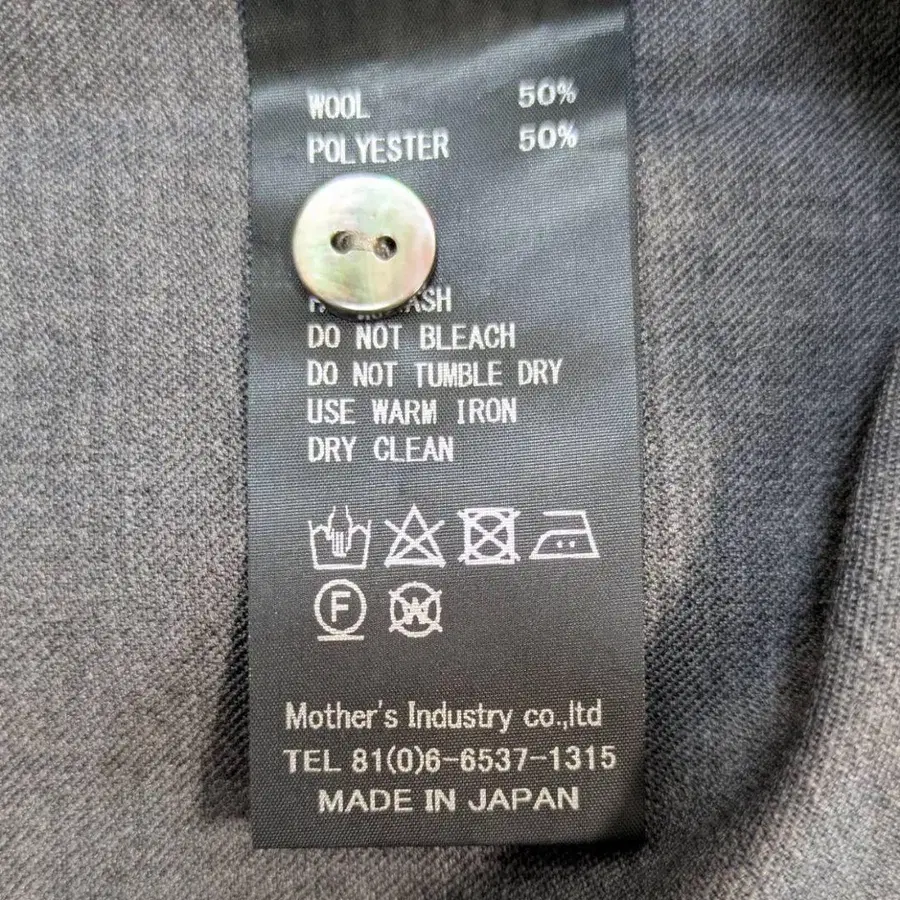 WOOL 50%
POLYESTER 50%
DO NOT BLEACH
DO NOT TUMBLE DRY
USE WARM IRON
DRY CLEAN
F W
Mother's Industry co.,ltd
TEL 81(0)6-6537-1315
MADE IN JAPAN